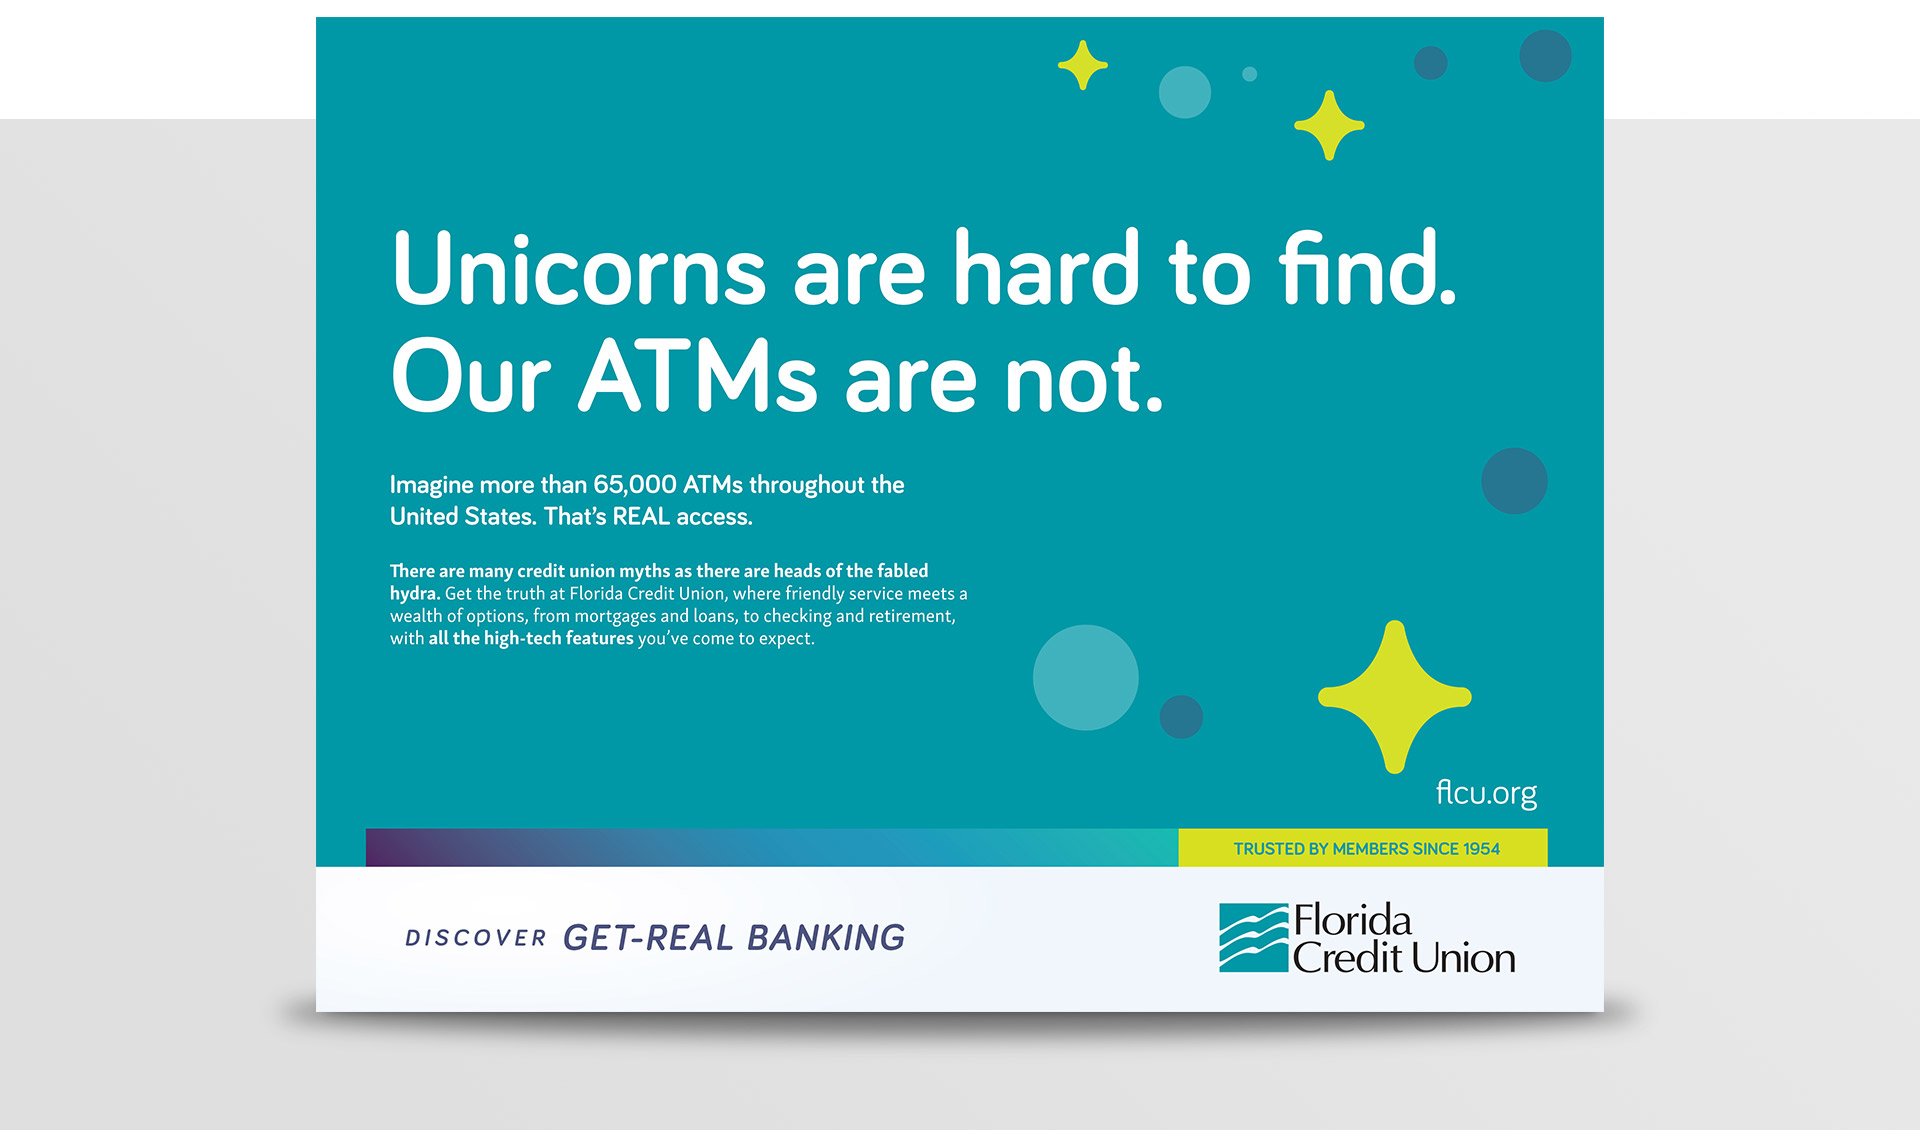 Unicorns are hard to find.
Our ATMs are not.
Imagine more than 65,000 ATMs throughout the
United States. That’s REAL access.
There are many credit union myths as there are heads of the fabled
hydra. Get the truth at Florida Credit Union, where friendly service meets a
wealth of options, from mortgages and loans, to checking and retirement,
with all the high-tech features you’ve come to expect.
flcu.org
TRUSTED BY MEMBERS SINCE 1954
DISCOVER GET-REAL BANKING
Florida
Credit Union